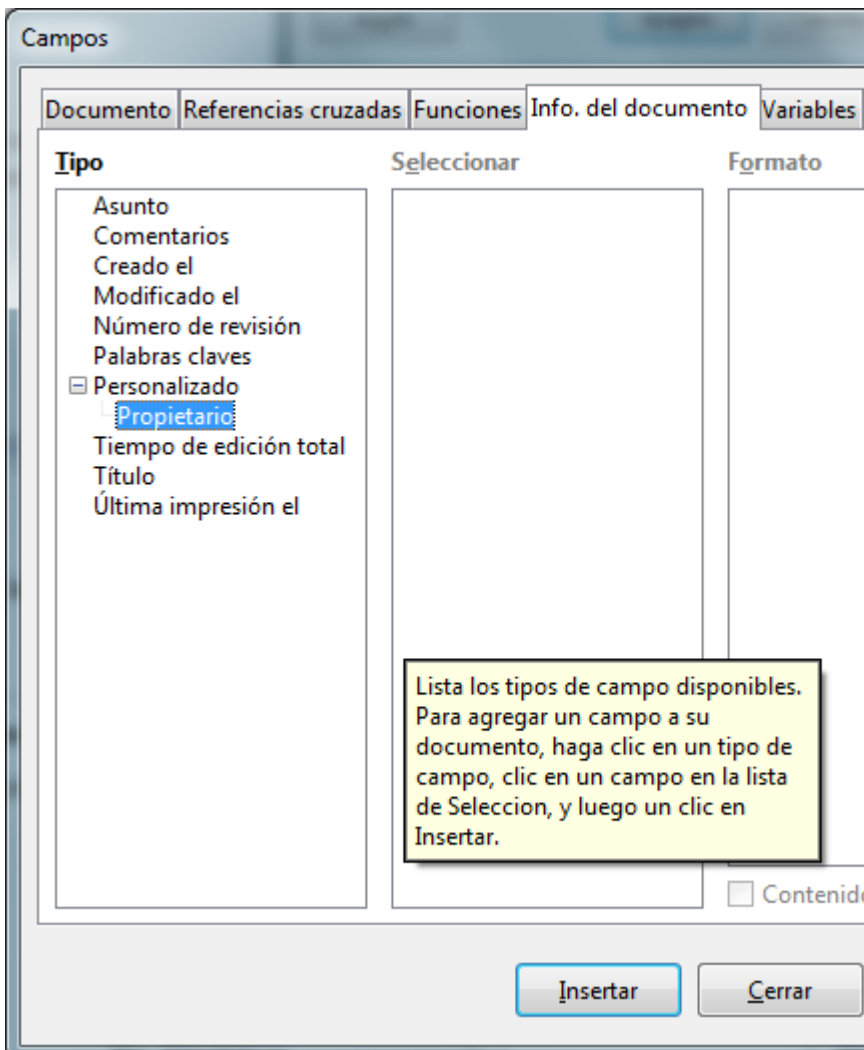 Campos
Documento Referencias cruzadas Funciones Info. del documento Variables
Tipo
Seleccionar
Formato
Asunto
Comentarios
Creado el
Modificado el
Número de revisión
Palabras claves
Personalizado
Propietario
Tiempo de edición total
Título
Última impresión el
Lista los tipos de campo disponibles.
Para agregar un campo a su
documento, haga clic en un tipo de
campo, clic en un campo en la lista
de Seleccion, y luego un clic en
Insertar.
Contenid
Insertar
Cerrar